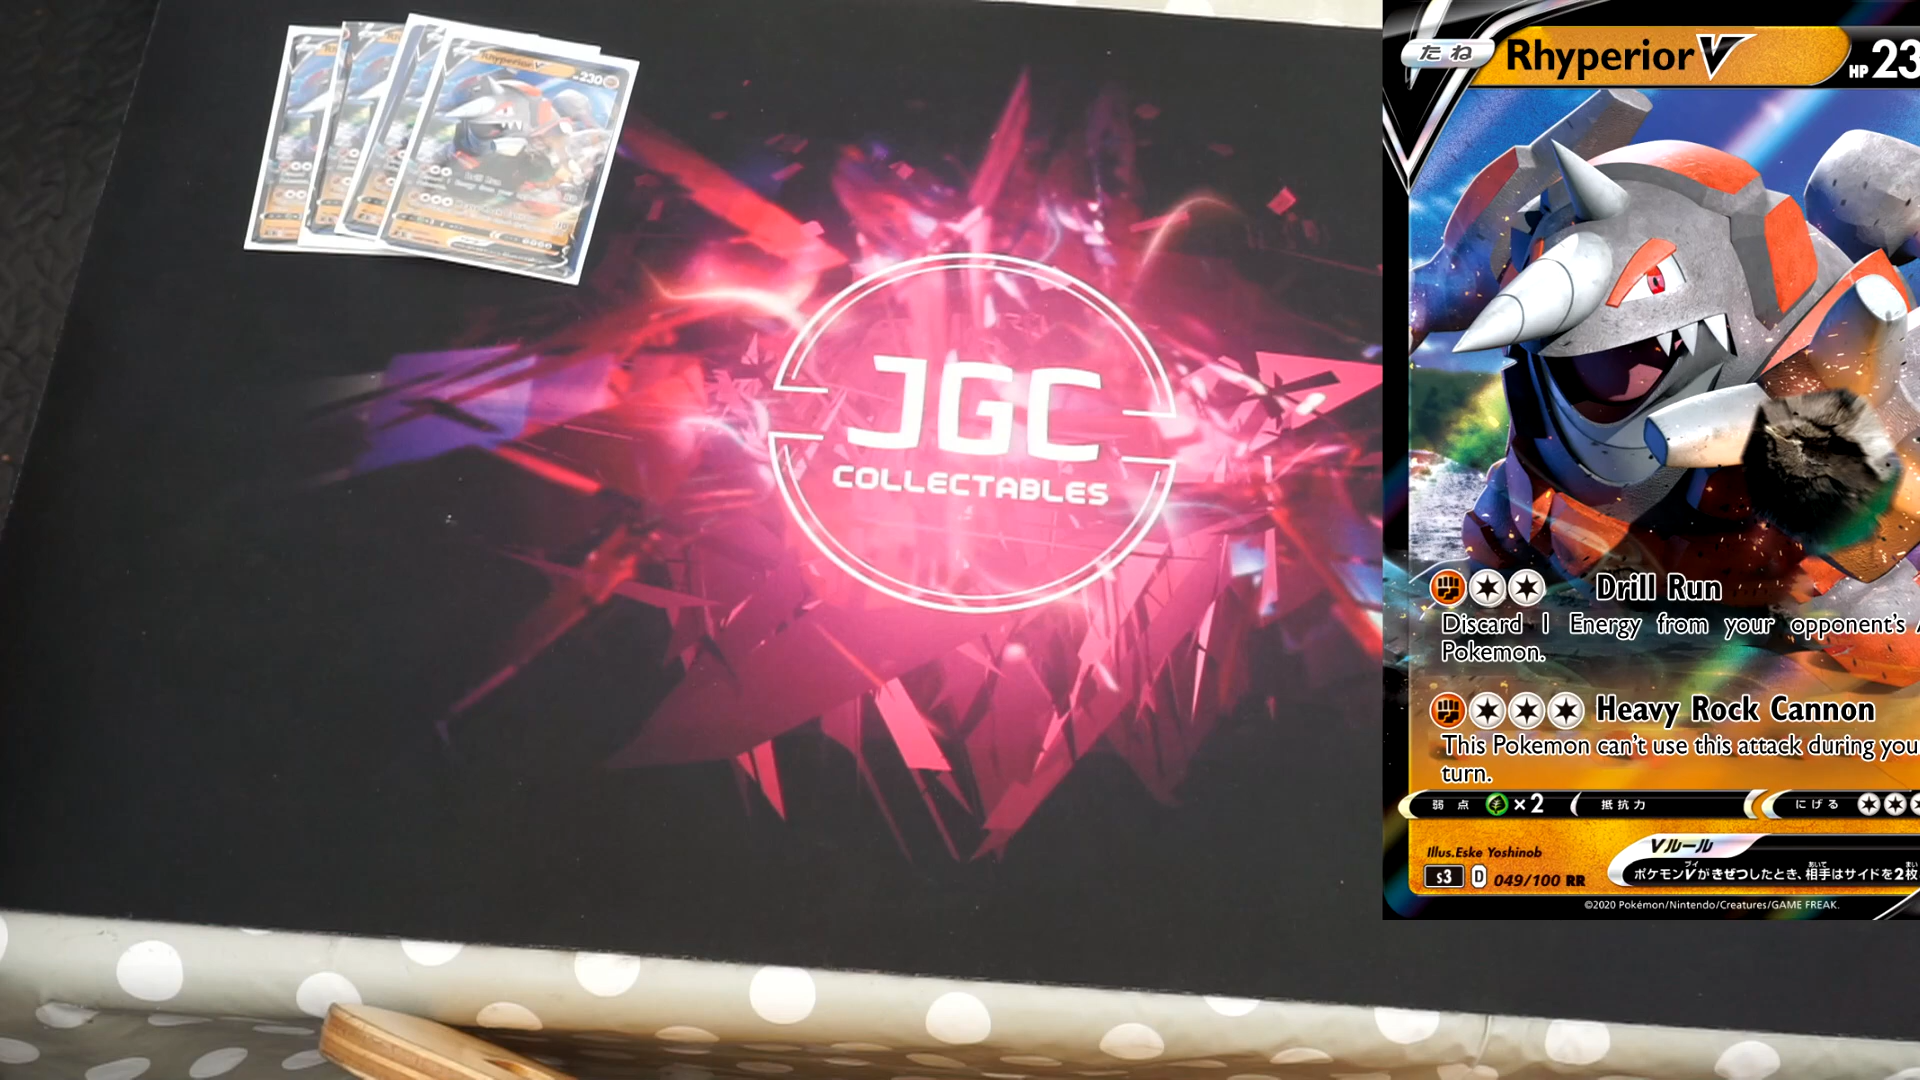 Rhyperior V
230
JGC
COLLECTABLES
たね
Rhyperior V
HP 23
Drill Run
Discard 1 Energy from your opponent's
Pokemon.
Heavy Rock Cannon
This Pokemon can't use this attack during you
turn.
弱点 ×2 抵抗力 にげる
Illus.Eske Yoshinob
Vルール
s3 D 049/100 RR
ポケモンVがきぜつしたとき、相手はサイドを2枚
©2020 Pokémon/Nintendo/Creatures/GAME FREAK.